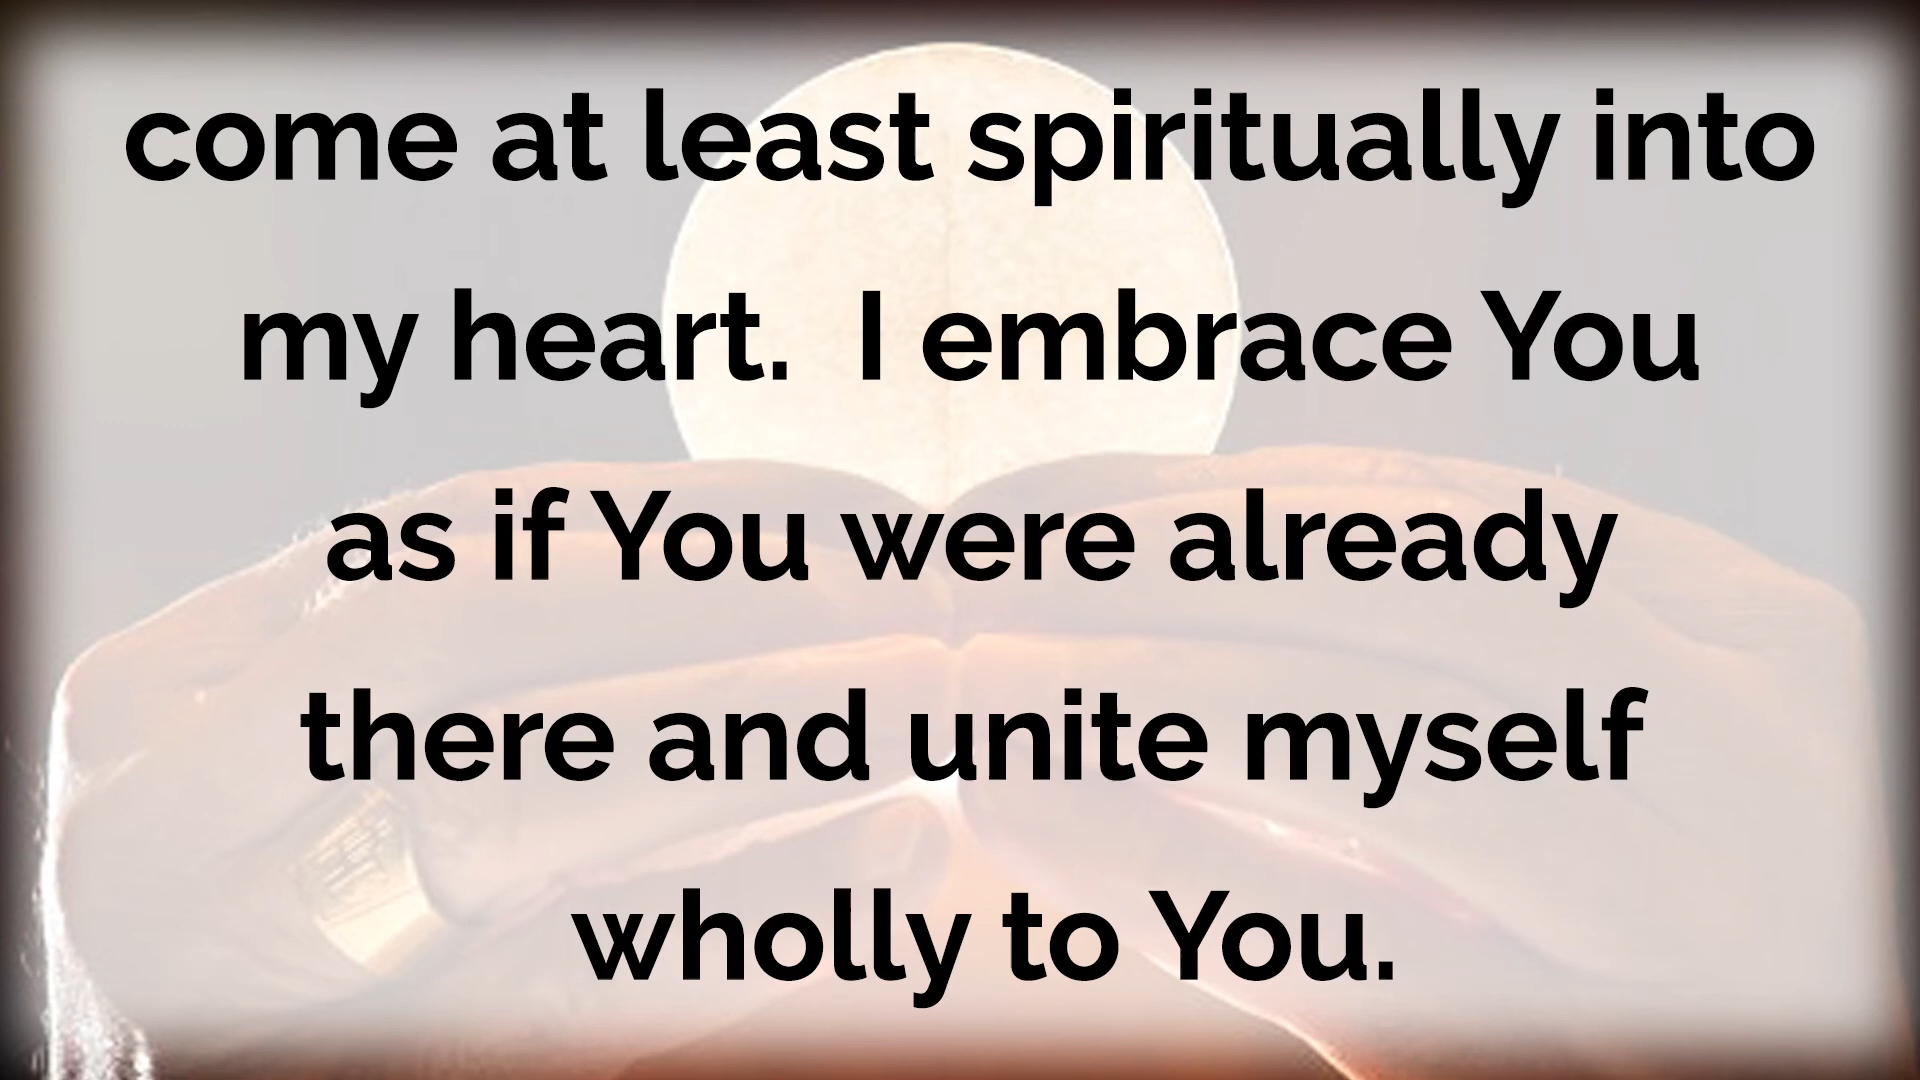 come at least spiritually into
my heart.  I embrace You
as if You were already
there and unite myself
wholly to You.